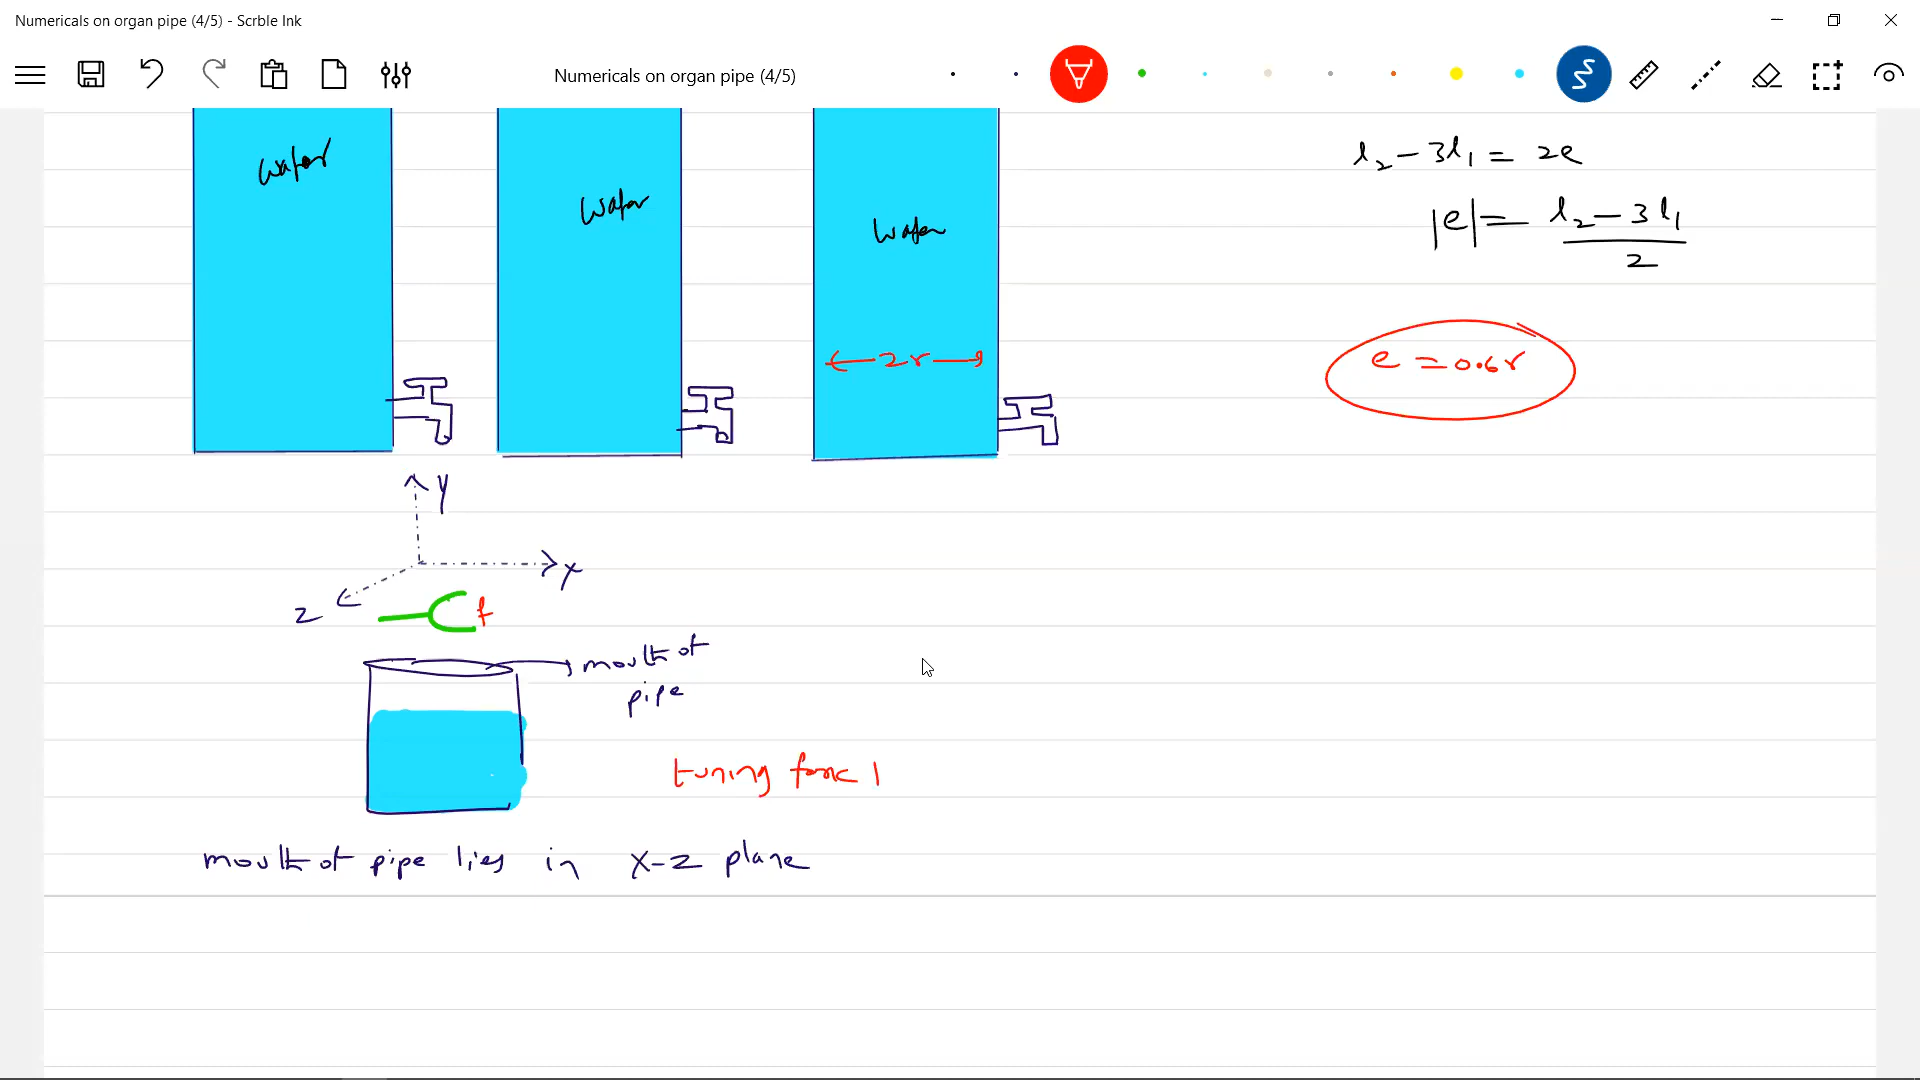 Numericals on organ pipe (4/5) - Scrble Ink
Numericals on organ pipe (4/5)
water
water
water
l₂ - 3l₁ = 2e
|e| = (l₂ - 3l₁)/2
2r
e = 0.6r
y
x
z
f
mouth of
pipe
tuning fork 1
mouth of pipe lies in x-z plane